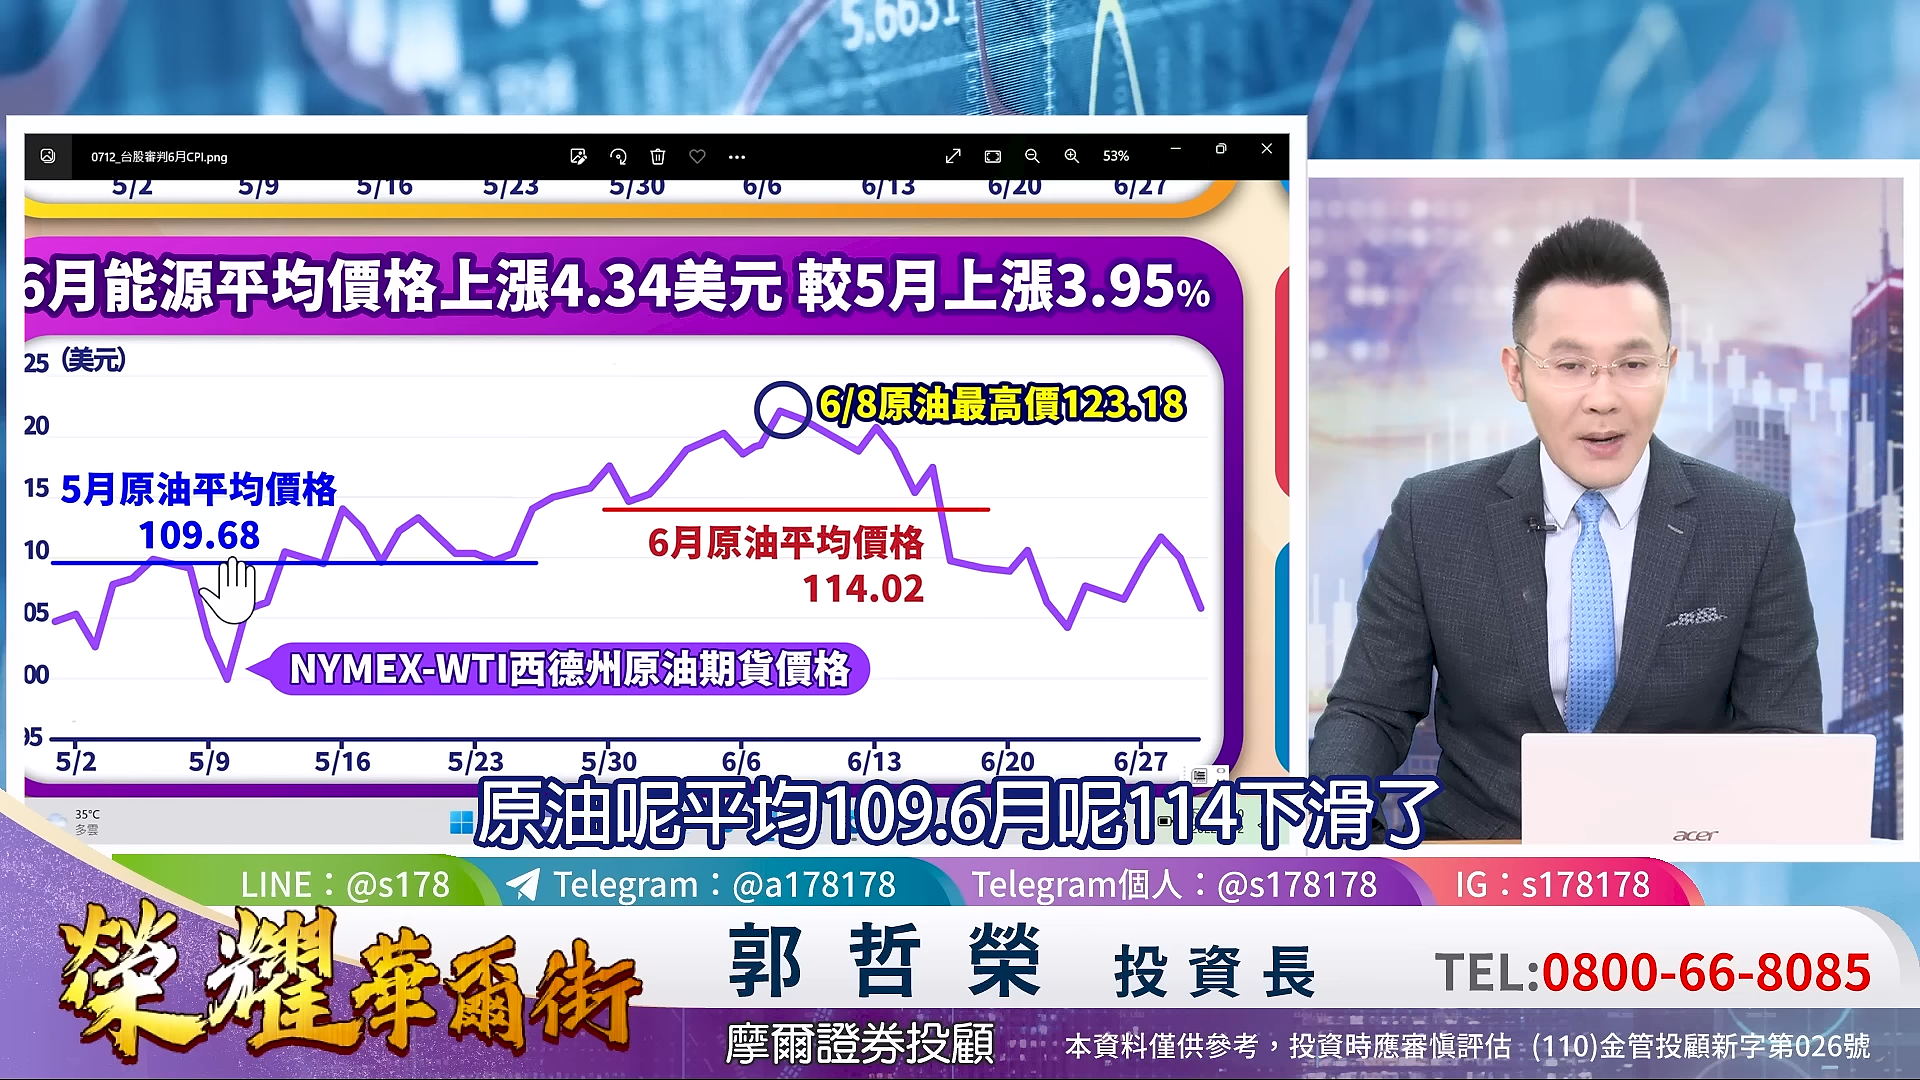 5.6631
0712_台股審判6月CPI.png
53%
5/2 5/9 5/16 5/23 5/30 6/6 6/13 6/20 6/27
6月能源平均價格上漲4.34美元 較5月上漲3.95%
25 (美元)
20
15
10
05
00
95
6/8原油最高價123.18
5月原油平均價格
109.68
6月原油平均價格
114.02
NYMEX-WTI西德州原油期貨價格
5/2 5/9 5/16 5/23 5/30 6/6 6/13 6/20 6/27
35°C
多雲
原油呢平均109.6月呢114下滑了
acer
LINE：@s178
Telegram：@a178178
Telegram個人：@s178178
IG：s178178
榮耀華爾街
郭哲榮 投資長
TEL:0800-66-8085
摩爾證券投顧
本資料僅供參考，投資時應審慎評估 (110)金管投顧新字第026號